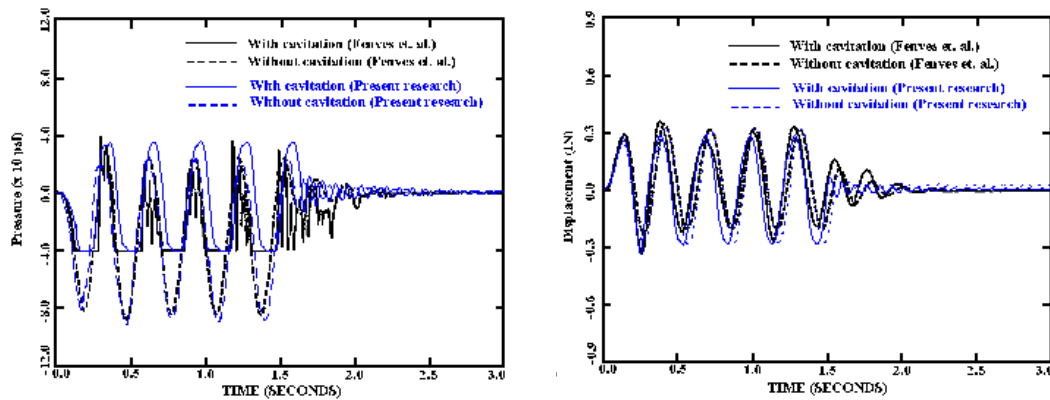 12.0
8.0
4.0
0.0
-4.0
-8.0
-12.0
Pressure(x 10 psi)
With cavitation (Fenves et. al.)
Without cavitation (Fenves et. al.)
With cavitation (Present research)
Without cavitation (Present research)
0.0 0.5 1.0 1.5 2.0 2.5 3.0
TIME (SECONDS)
0.9
0.6
0.3
0.0
-0.3
-0.6
-0.9
Displacement (IN)
With cavitation (Fenves et. al.)
Without cavitation (Fenves et. al.)
With cavitation (Present research)
Without cavitation (Present research)
0.0 0.5 1.0 1.5 2.0 2.5 3.0
TIME (SECONDS)